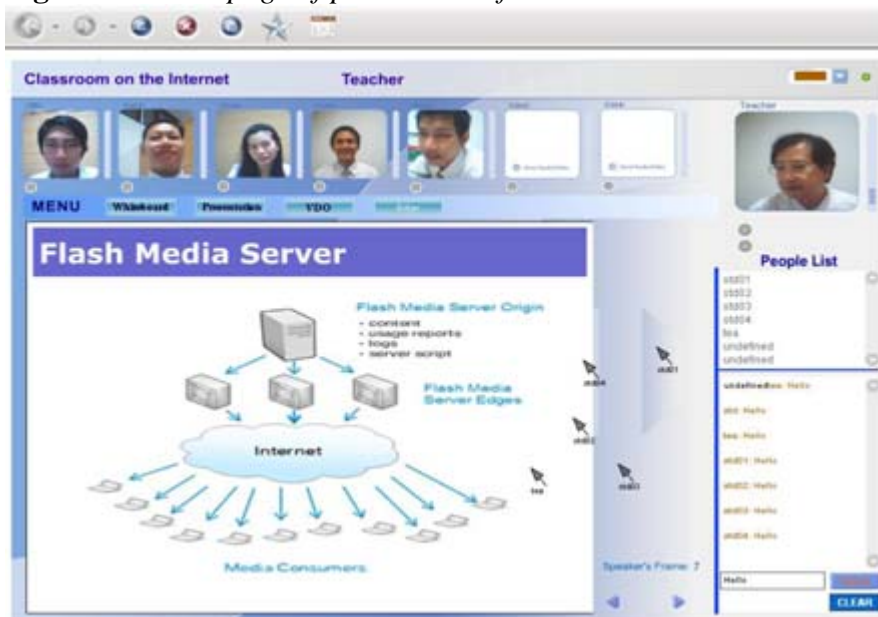 Classroom on the Internet
Teacher
Teacher
MENU
Whiteboard
Presentation
VDO
Flash Media Server
Flash Media Server Origin
- content
- usage reports
- logs
- server script
Flash Media
Server Edges
Internet
Media Consumers
std04
std01
std02
std03
tea
Speaker's Frame: 7
People List
std01
std02
std03
std04
tea
undefined
undefined
undefinedtea: Hello
std: Hello
tea: Hello
std01: Hello
std02: Hello
std03: Hello
std04: Hello
Hello
CLEAR